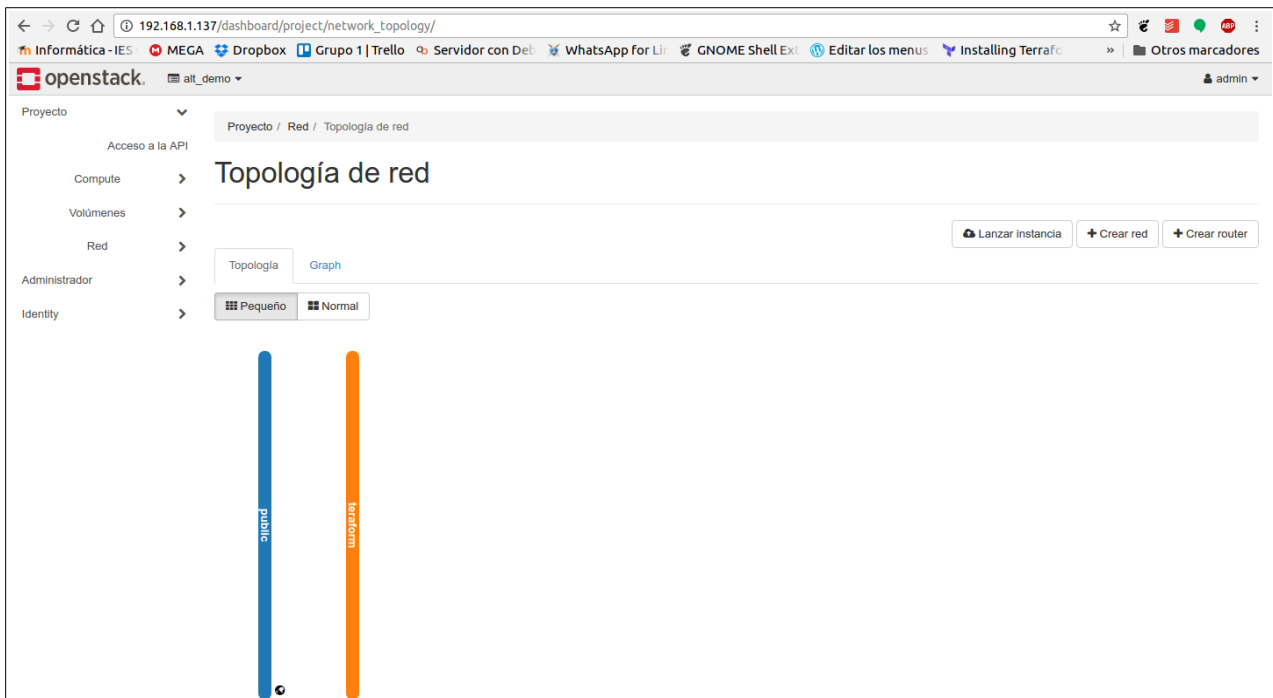 192.168.1.137/dashboard/project/network_topology/
Informática - IES MEGA Dropbox Grupo 1 | Trello Servidor con Deb WhatsApp for Lin GNOME Shell Ext Editar los menus Installing Terrafo » Otros marcadores
ABP
openstack. alt_demo admin
Proyecto
Acceso a la API
Compute
Volúmenes
Red
Administrador
Identity
Proyecto / Red / Topología de red
Topología de red
Lanzar instancia + Crear red + Crear router
Topología Graph
Pequeño Normal
public
teraform